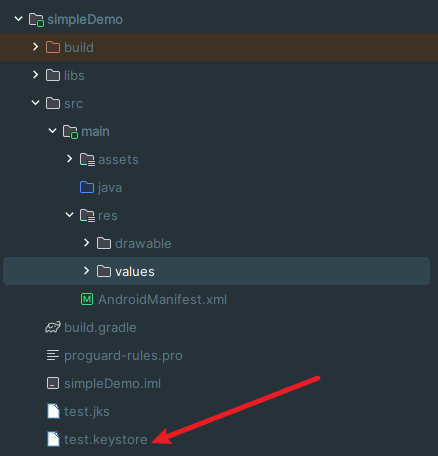 simpleDemo
build
libs
src
main
assets
java
res
drawable
values
AndroidManifest.xml
build.gradle
proguard-rules.pro
simpleDemo.iml
test.jks
test.keystore